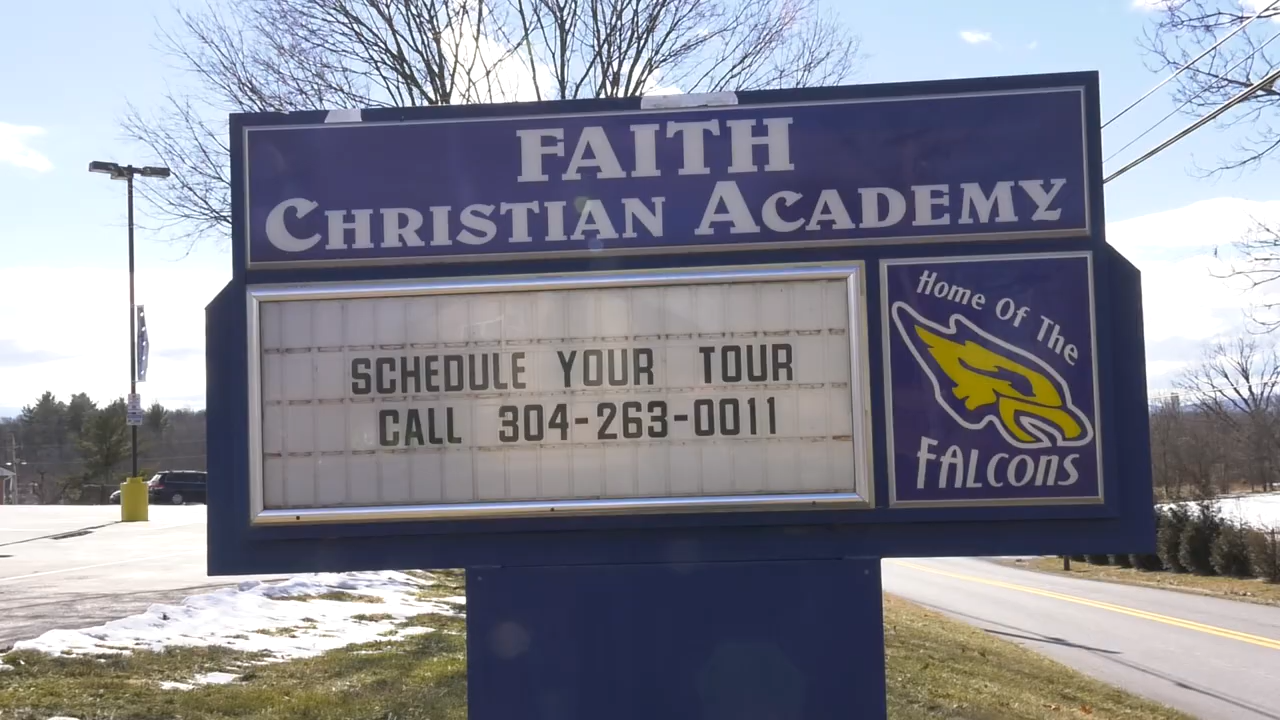 FAITH
CHRISTIAN ACADEMY
SCHEDULE YOUR TOUR
CALL 304-263-0011
Home Of The
FALCONS